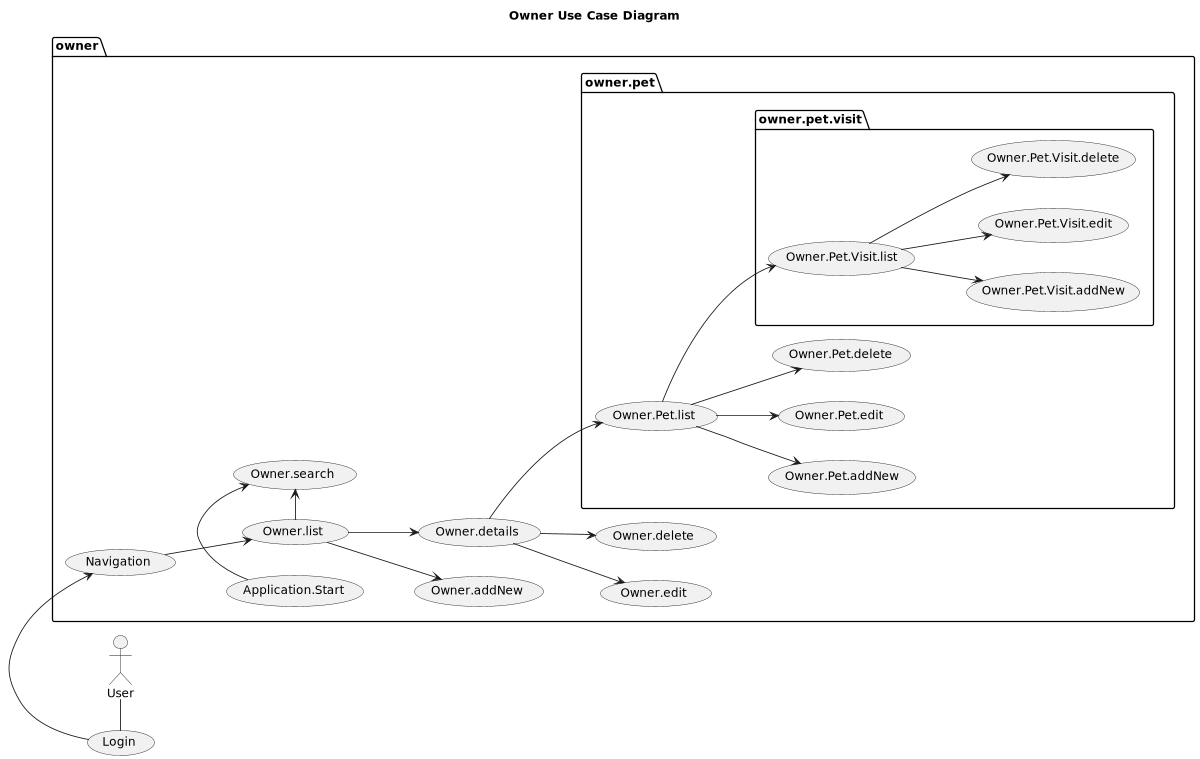 Owner Use Case Diagram
owner
owner.pet
owner.pet.visit
Owner.Pet.Visit.delete
Owner.Pet.Visit.edit
Owner.Pet.Visit.list
Owner.Pet.Visit.addNew
Owner.Pet.delete
Owner.Pet.list
Owner.Pet.edit
Owner.Pet.addNew
Owner.search
Owner.list
Owner.details
Owner.delete
Navigation
Application.Start
Owner.addNew
Owner.edit
User
Login